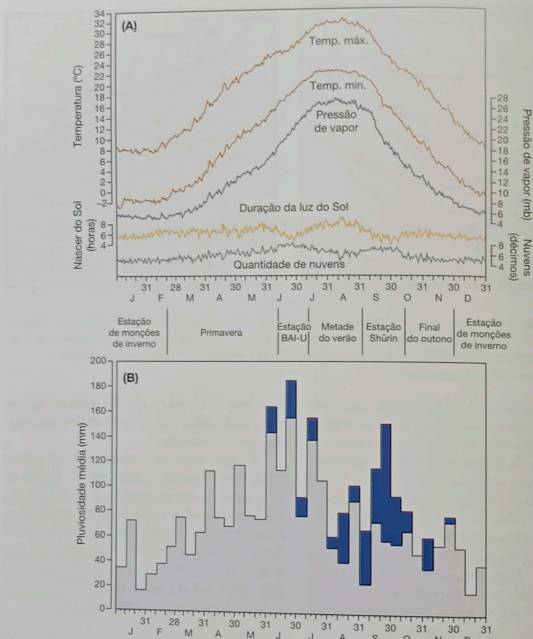 (A)
Temperatura (ºC)
34
32
30
28
26
24
22
20
18
16
14
12
10
8
6
4
2
0
−2
Temp. máx.
Temp. min.
Pressão
de vapor
28
26
24
22
20
18
16
14
12
10
8
6
4
Pressão de vapor (mb)
Duração da luz do Sol
Nascer do Sol
(horas)
8
6
4
Quantidade de nuvens
8
6
4
Nuvens
(décimos)
31 28 31 30 31 30 31 31 30 31 30 31
J F M A M J J A S O N D
Estação
de monções
de inverno
Primavera
Estação
BAI-U
Metade
do verão
Estação
Shūrin
Final
do outono
Estação
de monções
de inverno
(B)
Pluviosidade média (mm)
200
180
160
140
120
100
80
60
40
20
0
31 28 31 30 31 30 31 31 30 31 30 31
J F M A M J J A S O N D